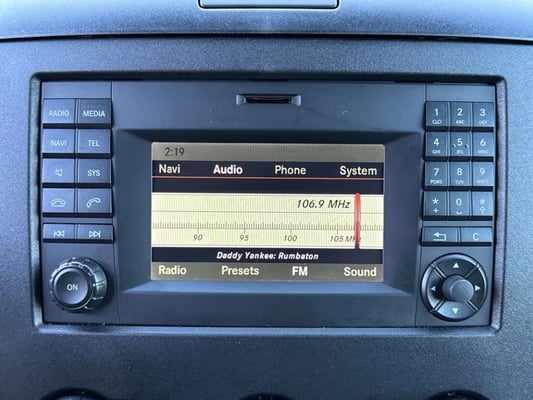 2:19
Navi Audio Phone System
106.9 MHz
90 95 100 105 MHz
Daddy Yankee: Rumbaton
Radio Presets FM Sound
RADIO MEDIA
NAVI TEL
SYS
ON
1 2 ABC 3 DEF
4 GHI 5 JKL 6 MNO
7 PQRS 8 TUV 9 WXYZ
* 0 #
C